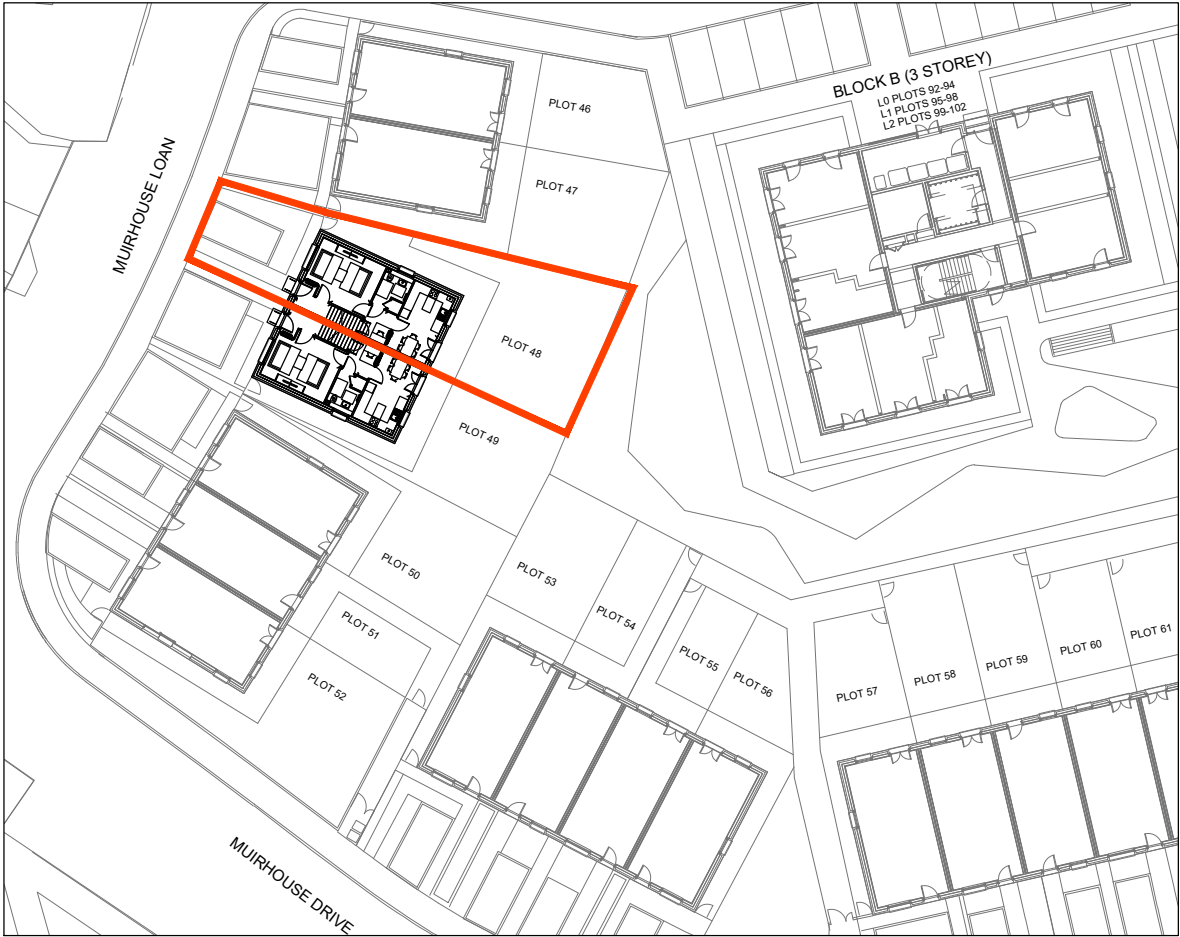 BLOCK B (3 STOREY)
L0 PLOTS 92-94
L1 PLOTS 95-98
L2 PLOTS 99-102
PLOT 46
PLOT 47
MUIRHOUSE LOAN
PLOT 48
PLOT 49
PLOT 50
PLOT 51
PLOT 52
PLOT 53
PLOT 54
PLOT 55
PLOT 56
PLOT 57
PLOT 58
PLOT 59
PLOT 60
PLOT 61
MUIRHOUSE DRIVE